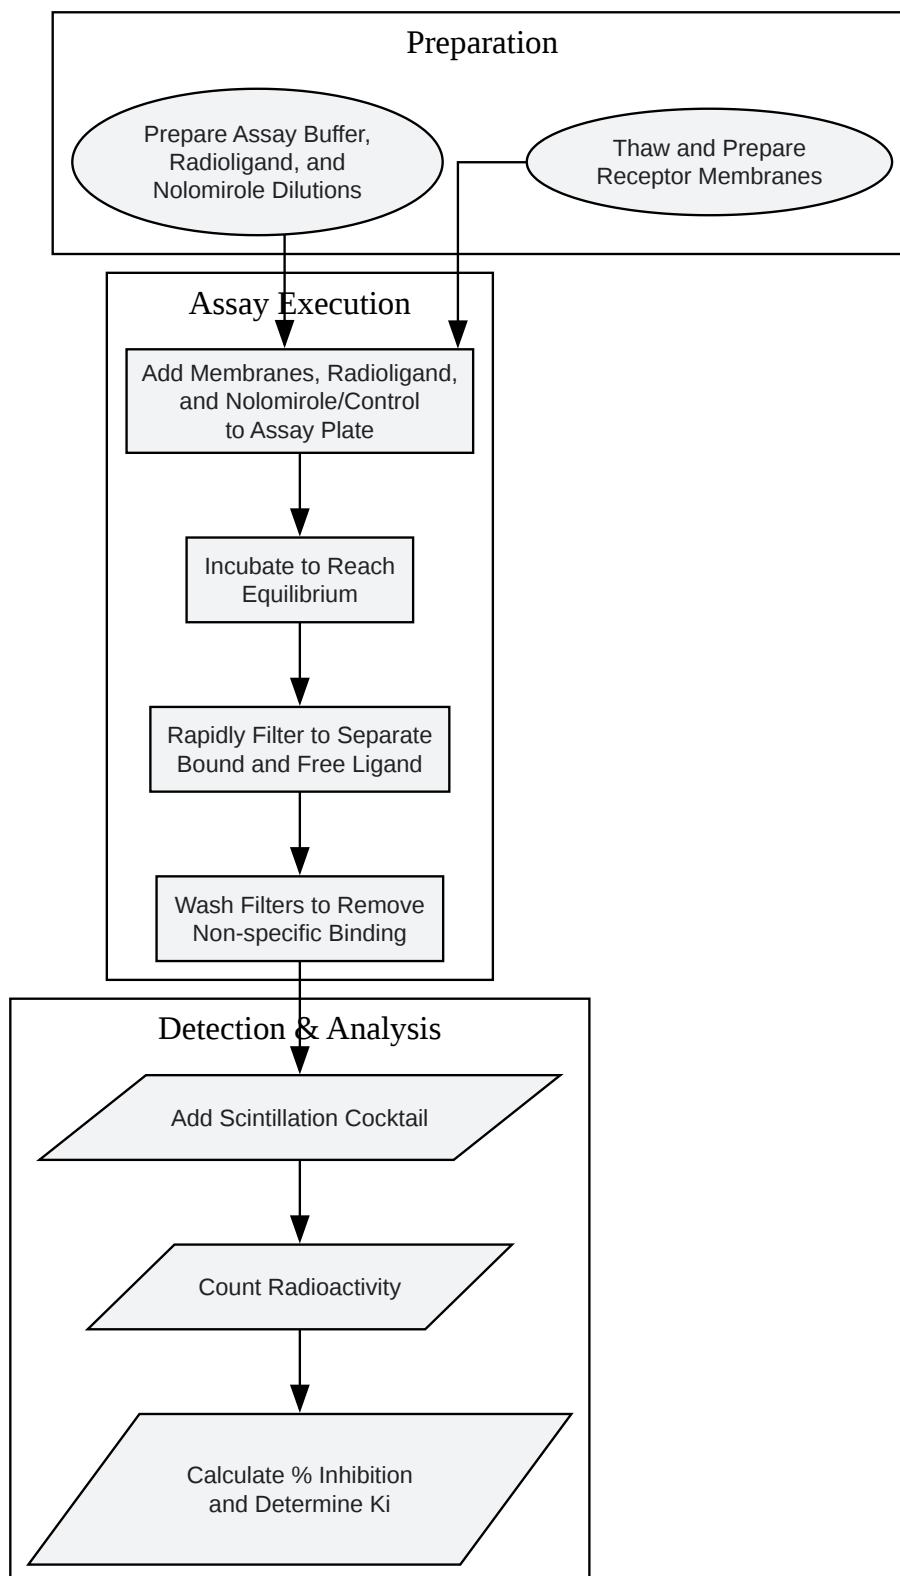 Preparation
Prepare Assay Buffer,
Radioligand, and
Nolomirole Dilutions
Thaw and Prepare
Receptor Membranes
Assay Execution
Add Membranes, Radioligand,
and Nolomirole/Control
to Assay Plate
Incubate to Reach
Equilibrium
Rapidly Filter to Separate
Bound and Free Ligand
Wash Filters to Remove
Non-specific Binding
Detection & Analysis
Add Scintillation Cocktail
Count Radioactivity
Calculate % Inhibition
and Determine Ki